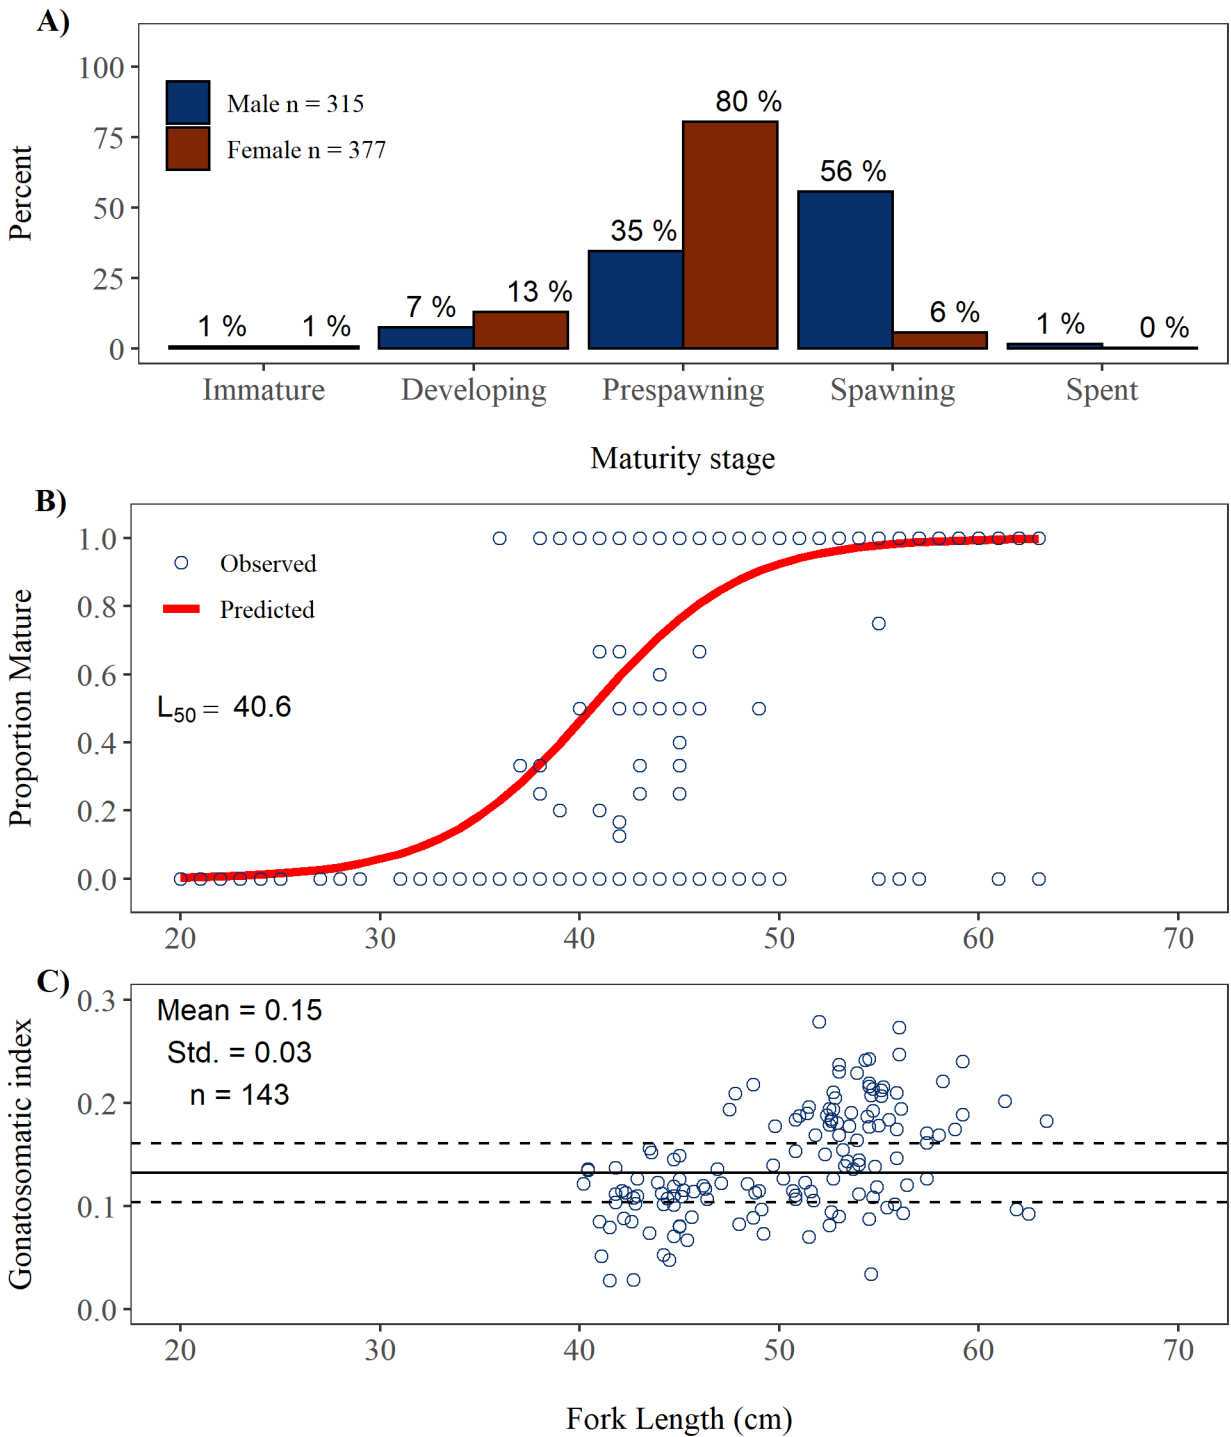 A)
Percent
100
75
50
25
0
Male n = 315
Female n = 377
1 %
1 %
7 %
13 %
35 %
80 %
56 %
6 %
1 %
0 %
Immature
Developing
Prespawning
Spawning
Spent
Maturity stage
B)
Proportion Mature
1.0
0.8
0.6
0.4
0.2
0.0
Observed
Predicted
L50 = 40.6
20
30
40
50
60
70
C)
Gonatosomatic index
0.3
0.2
0.1
0.0
Mean = 0.15
Std. = 0.03
n = 143
20
30
40
50
60
70
Fork Length (cm)